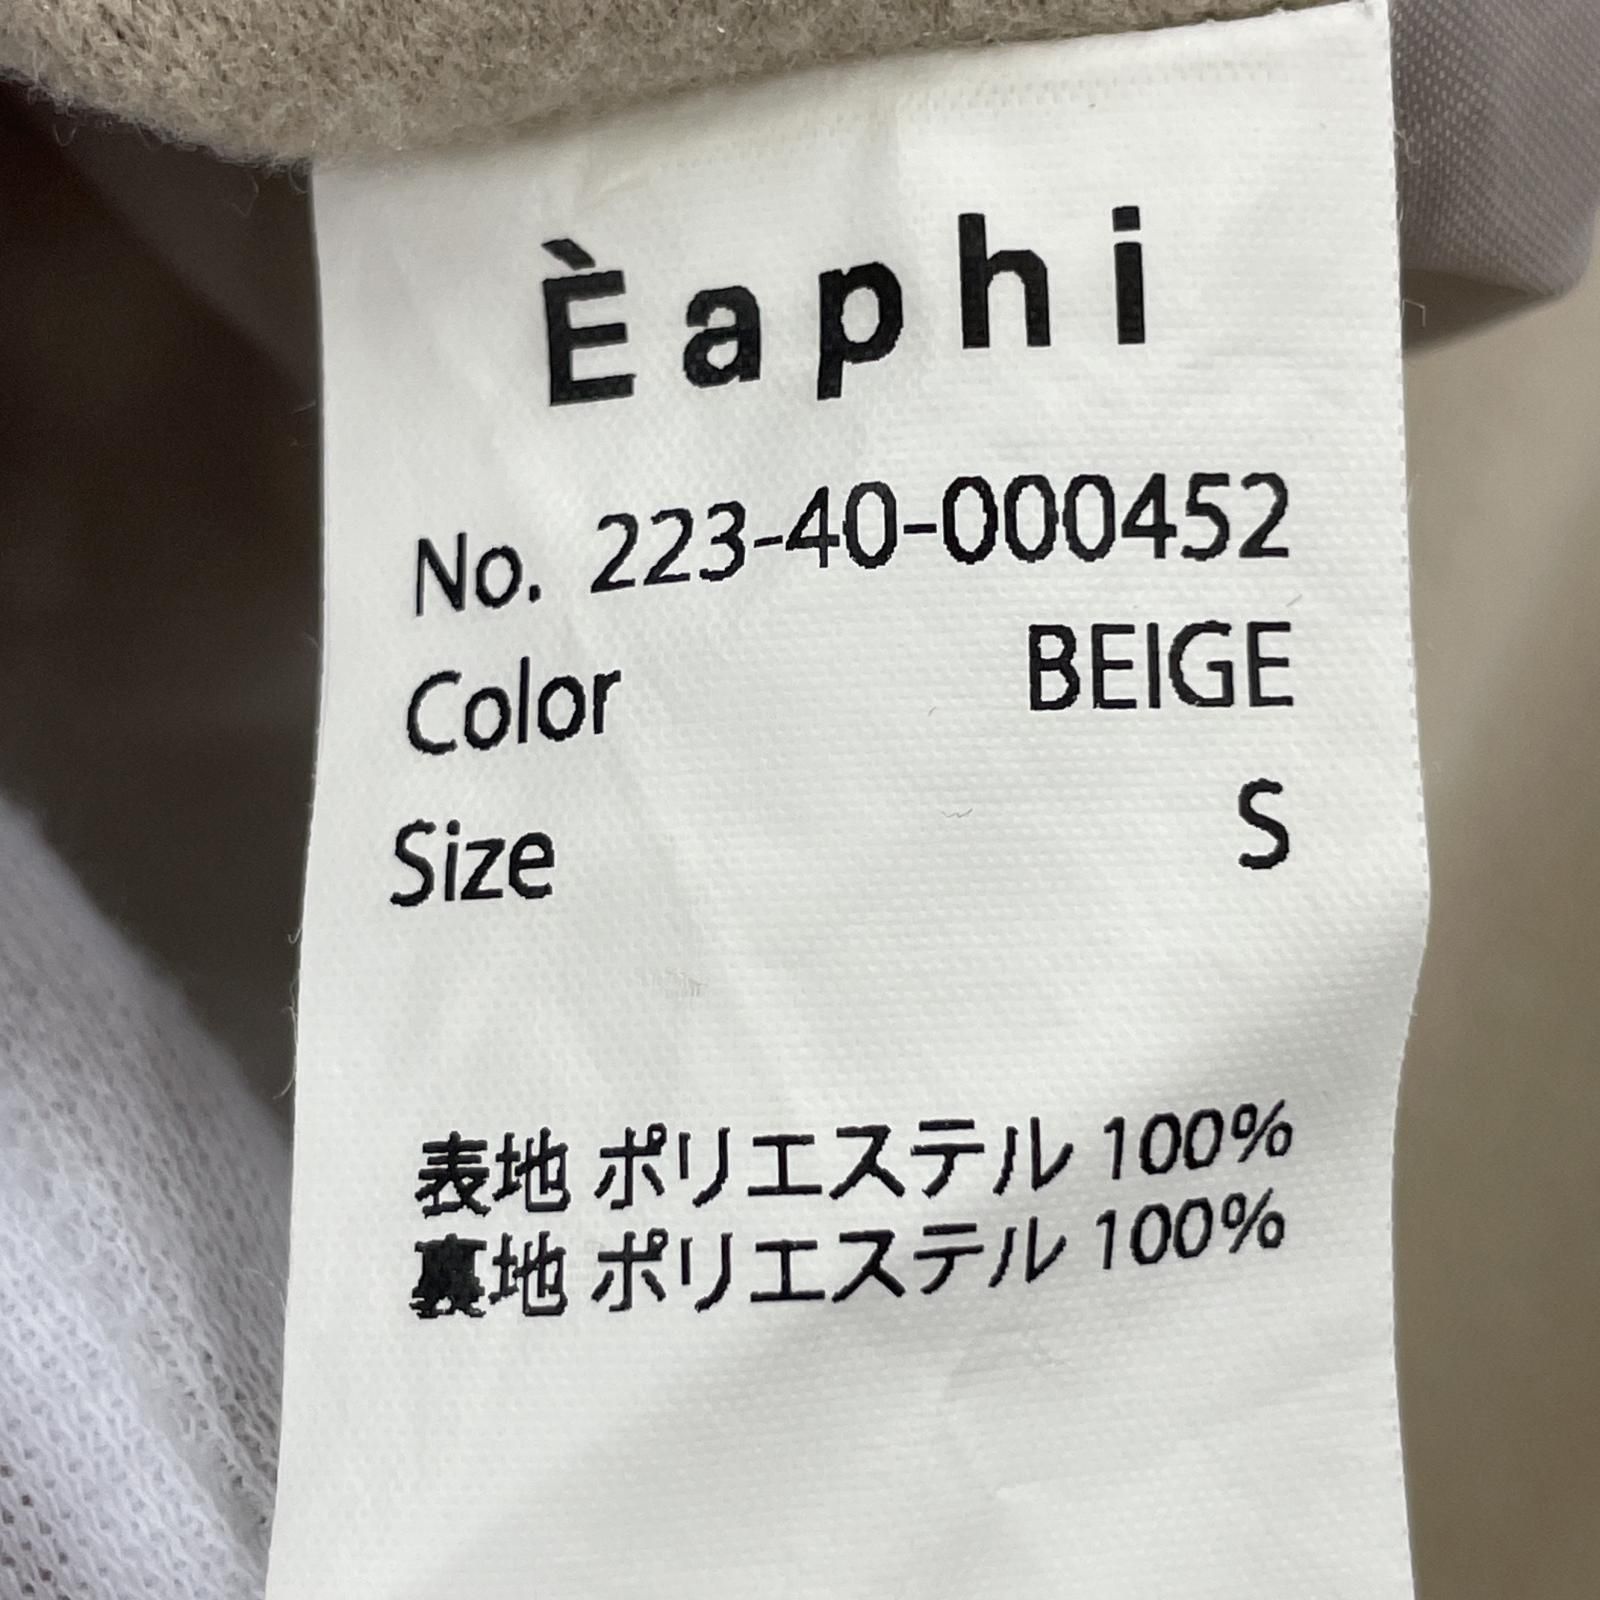 Èaphi
No. 223-40-000452
Color BEIGE
Size S
表地 ポリエステル 100%
裏地 ポリエステル 100%